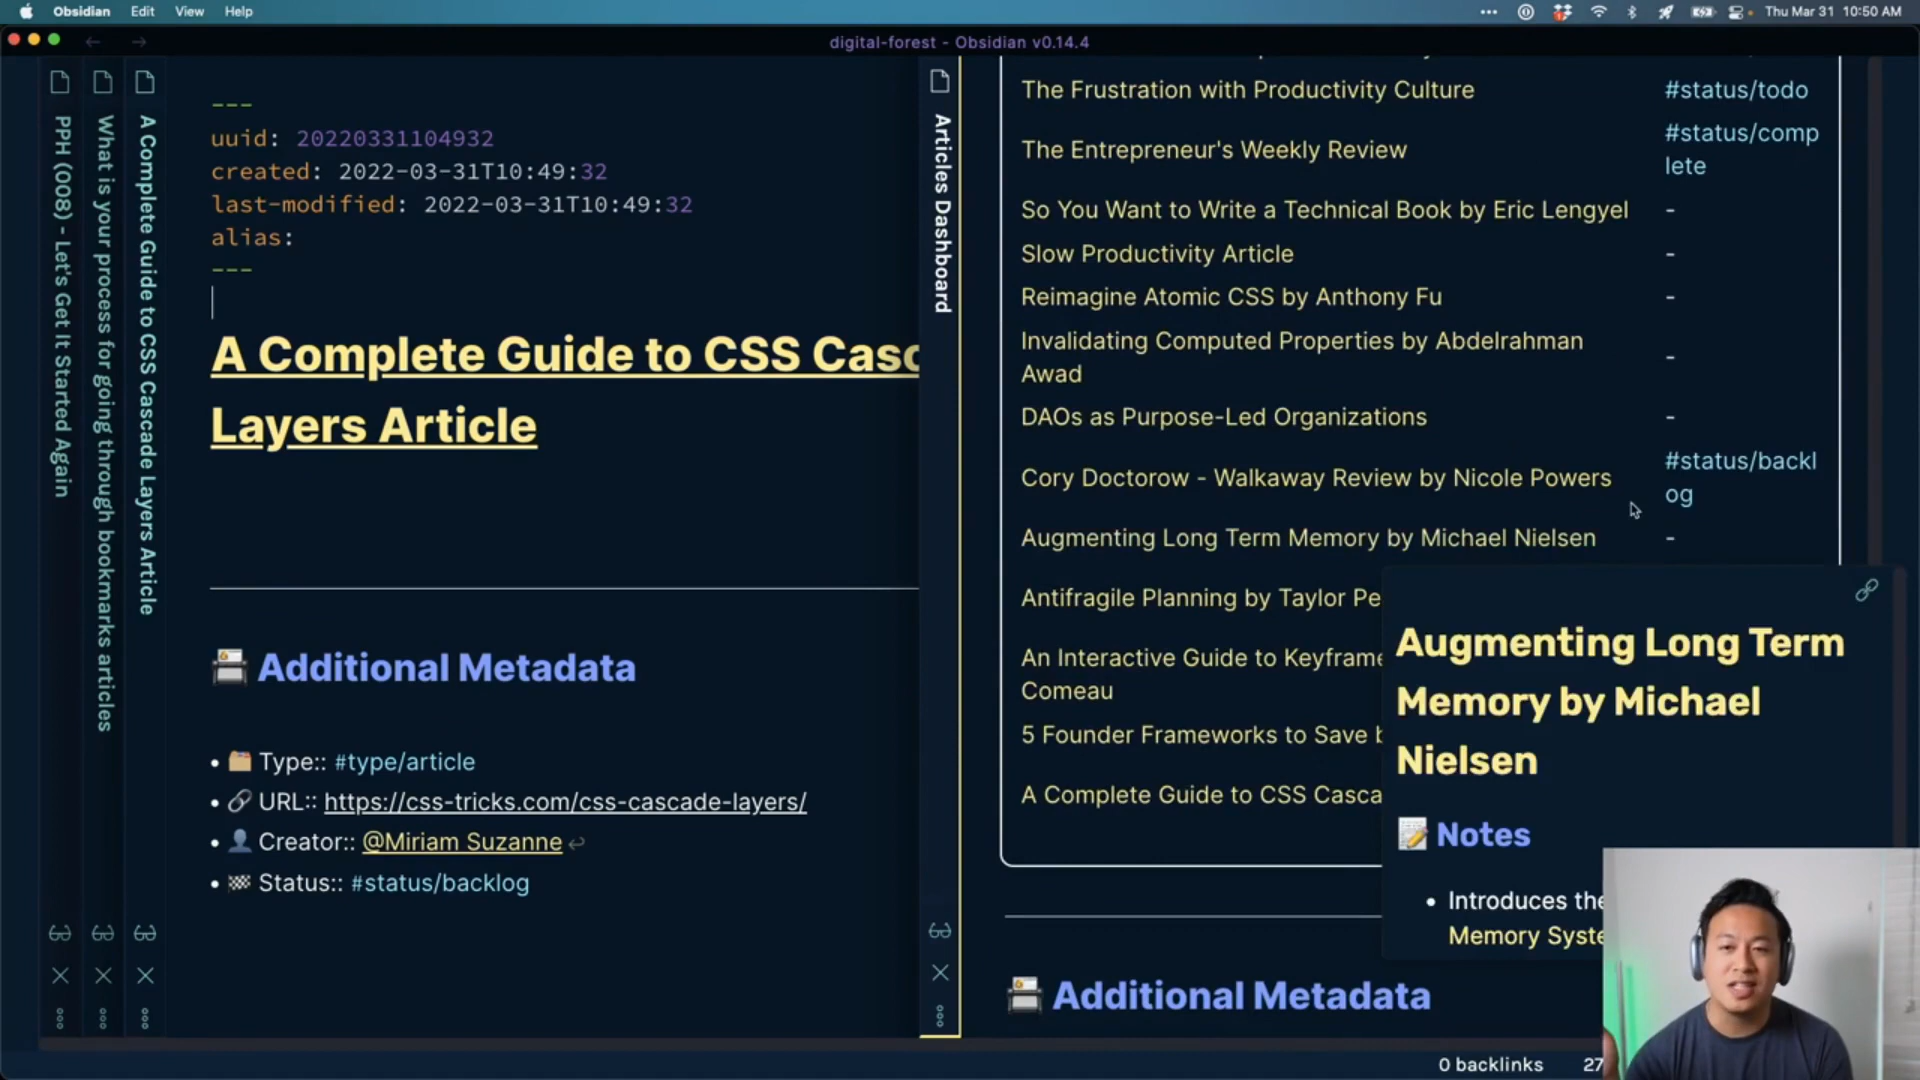 Obsidian Edit View Help
Thu Mar 31 10:50 AM
digital-forest - Obsidian v0.14.4
PPH (008) - Let's Get It Started Again
What is your process for going through bookmarks articles
A Complete Guide to CSS Cascade Layers Article
---
uuid: 20220331104932
created: 2022-03-31T10:49:32
last-modified: 2022-03-31T10:49:32
alias:
---
A Complete Guide to CSS Casc
Layers Article
Additional Metadata
• Type:: #type/article
• URL:: https://css-tricks.com/css-cascade-layers/
• Creator:: @Miriam Suzanne
• Status:: #status/backlog
Articles Dashboard
The Frustration with Productivity Culture #status/todo
The Entrepreneur's Weekly Review #status/comp
lete
So You Want to Write a Technical Book by Eric Lengyel -
Slow Productivity Article -
Reimagine Atomic CSS by Anthony Fu -
Invalidating Computed Properties by Abdelrahman
Awad -
DAOs as Purpose-Led Organizations -
Cory Doctorow - Walkaway Review by Nicole Powers #status/backl
og
Augmenting Long Term Memory by Michael Nielsen -
Antifragile Planning by Taylor Pe
An Interactive Guide to Keyframe
Comeau
5 Founder Frameworks to Save b
A Complete Guide to CSS Casca
Additional Metadata
Augmenting Long Term
Memory by Michael
Nielsen
Notes
• Introduces the
Memory Syste
0 backlinks 27